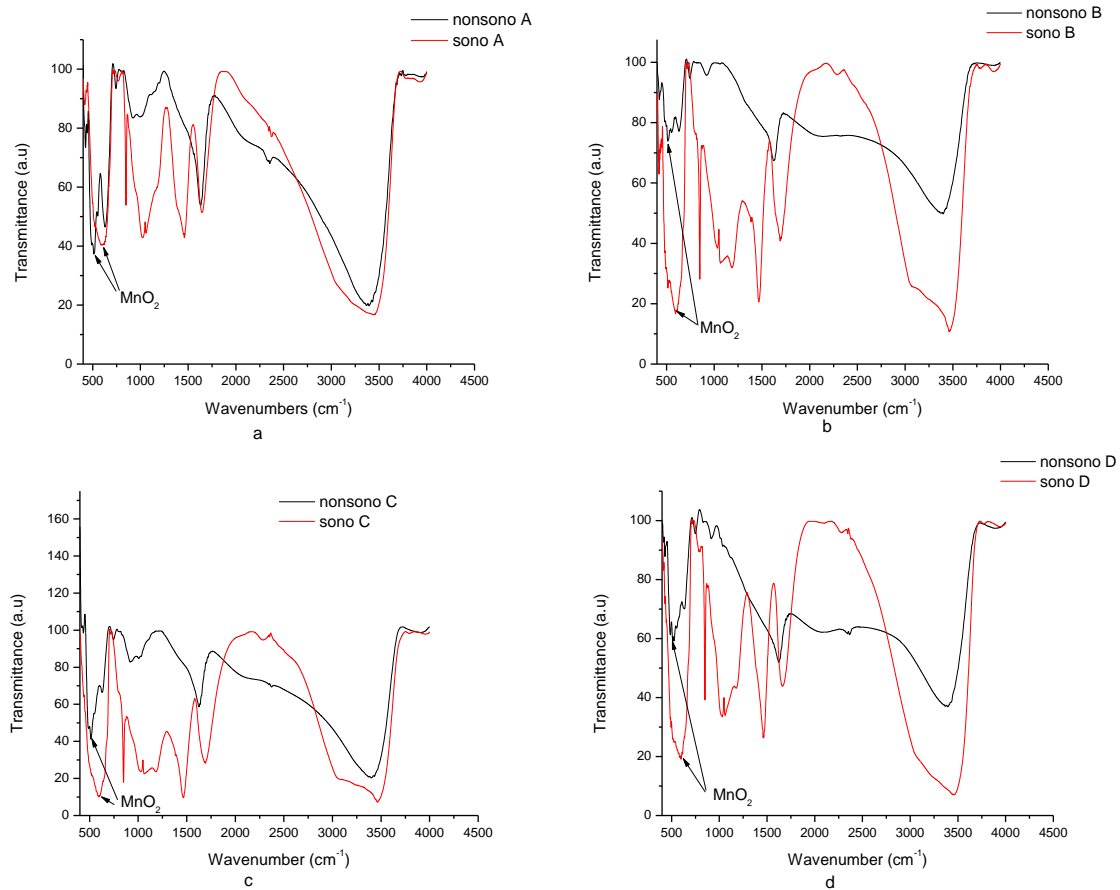 nonsono A
sono A
100
80
60
40
20
0
Transmittance (a.u)
MnO2
500 1000 1500 2000 2500 3000 3500 4000 4500
Wavenumbers (cm-1)
a
nonsono B
sono B
100
80
60
40
20
0
Transmittance (a.u)
MnO2
500 1000 1500 2000 2500 3000 3500 4000 4500
Wavenumber (cm-1)
b
nonsono C
sono C
160
140
120
100
80
60
40
20
0
Transmittance (a.u)
MnO2
500 1000 1500 2000 2500 3000 3500 4000 4500
Wavenumber (cm-1)
c
nonsono D
sono D
100
80
60
40
20
0
Transmittance (a.u)
MnO2
500 1000 1500 2000 2500 3000 3500 4000 4500
Wavenumber (cm-1)
d